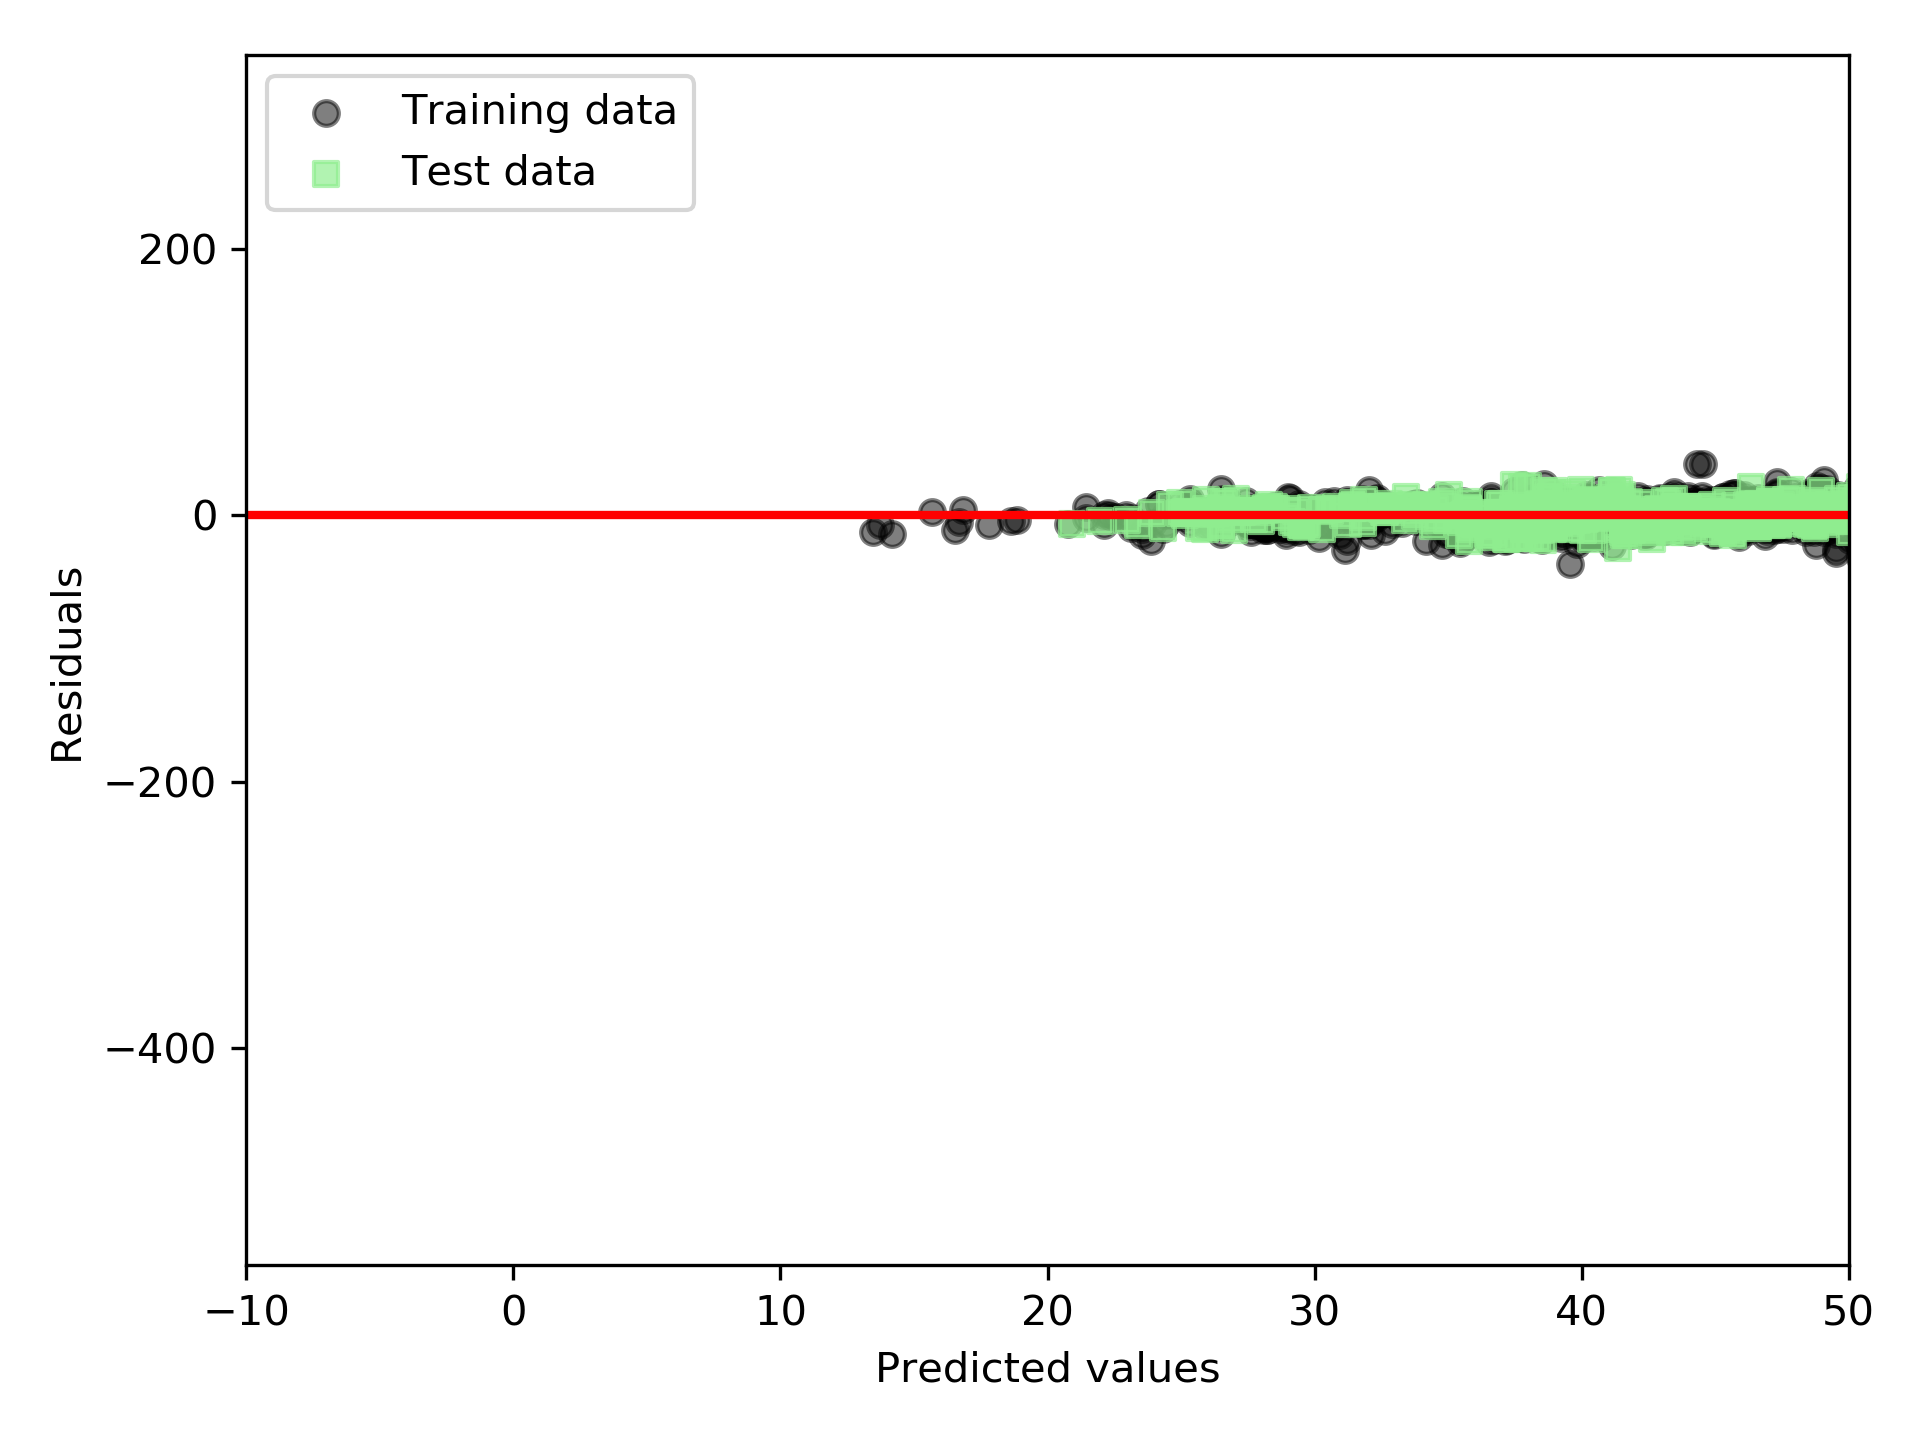 Training data
Test data
200
0
−200
−400
Residuals
−10 0 10 20 30 40 50
Predicted values